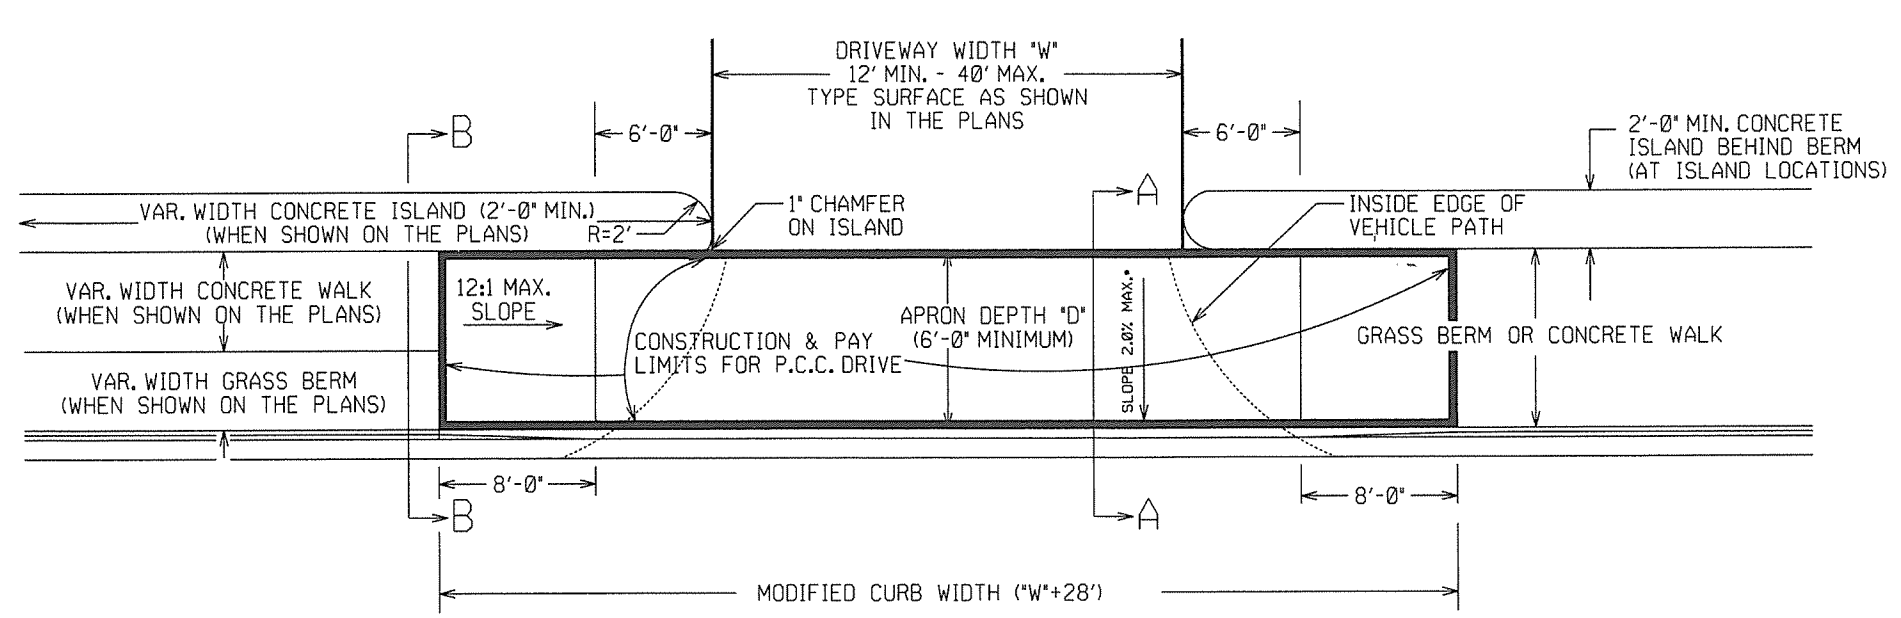 DRIVEWAY WIDTH "W"
12' MIN. - 40' MAX.
TYPE SURFACE AS SHOWN
IN THE PLANS
B
6'-0"
6'-0"
2'-0" MIN. CONCRETE
ISLAND BEHIND BERM
(AT ISLAND LOCATIONS)
VAR. WIDTH CONCRETE ISLAND (2'-0" MIN.)
(WHEN SHOWN ON THE PLANS)
R=2'
1" CHAMFER
ON ISLAND
A
INSIDE EDGE OF
VEHICLE PATH
VAR. WIDTH CONCRETE WALK
(WHEN SHOWN ON THE PLANS)
12:1 MAX.
SLOPE
CONSTRUCTION & PAY
LIMITS FOR P.C.C. DRIVE
APRON DEPTH "D"
(6'-0" MINIMUM)
SLOPE 2.0% MAX.*
GRASS BERM OR CONCRETE WALK
VAR. WIDTH GRASS BERM
(WHEN SHOWN ON THE PLANS)
8'-0"
8'-0"
B
A
MODIFIED CURB WIDTH ("W"+28')